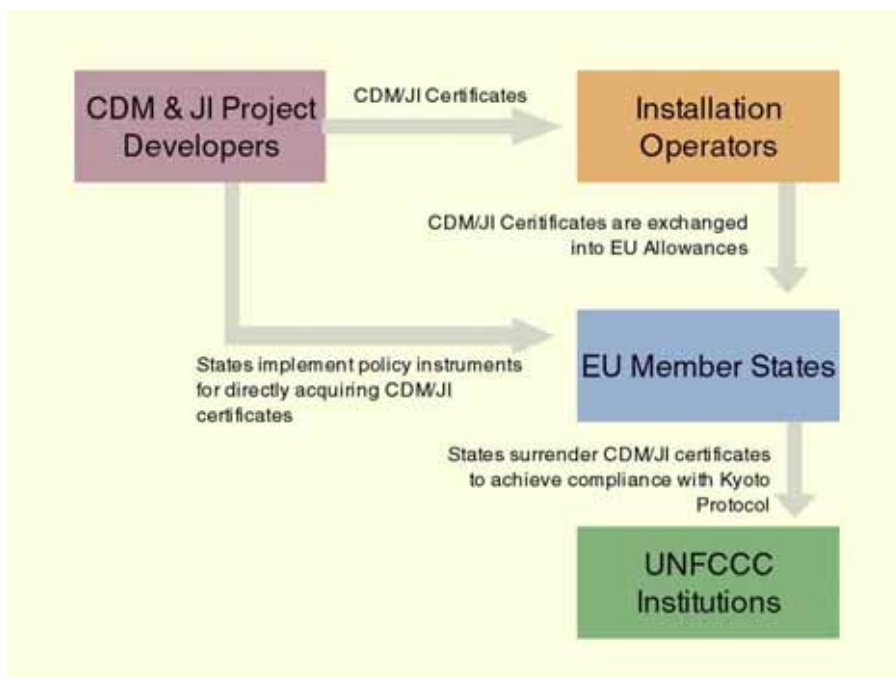 CDM & JI Project
Developers
CDM/JI Certificates
Installation
Operators
CDM/JI Ceritificates are exchanged
into EU Allowances
States implement policy instruments
for directly acquiring CDM/JI
certificates
EU Member States
States surrender CDM/JI certificates
to achieve compliance with Kyoto
Protocol
UNFCCC
Institutions